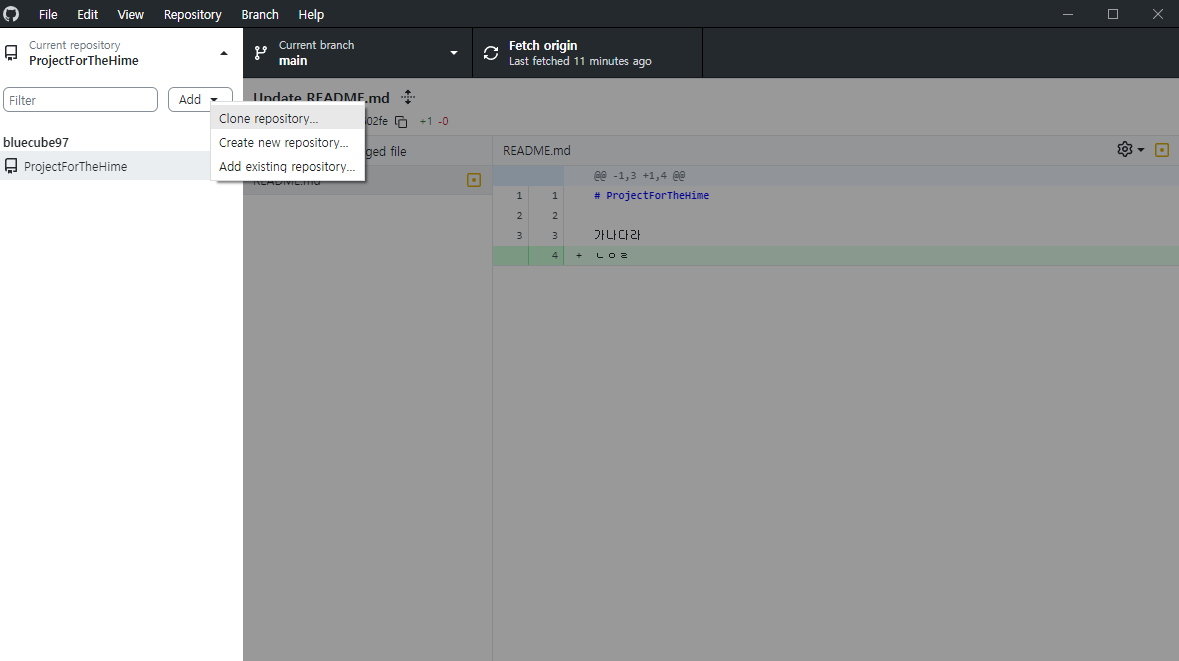 File Edit View Repository Branch Help
Current repository
ProjectForTheHime
Current branch
main
Fetch origin
Last fetched 11 minutes ago
Filter
Add
Clone repository...
Create new repository...
Add existing repository...
bluecube97
ProjectForTheHime
Update README.md
02fe +1 -0
ged file
README.md
README.md
@@ -1,3 +1,4 @@
1 1 # ProjectForTheHime
2 2
3 3 가나다라
4 + ㄴㅇㄹ